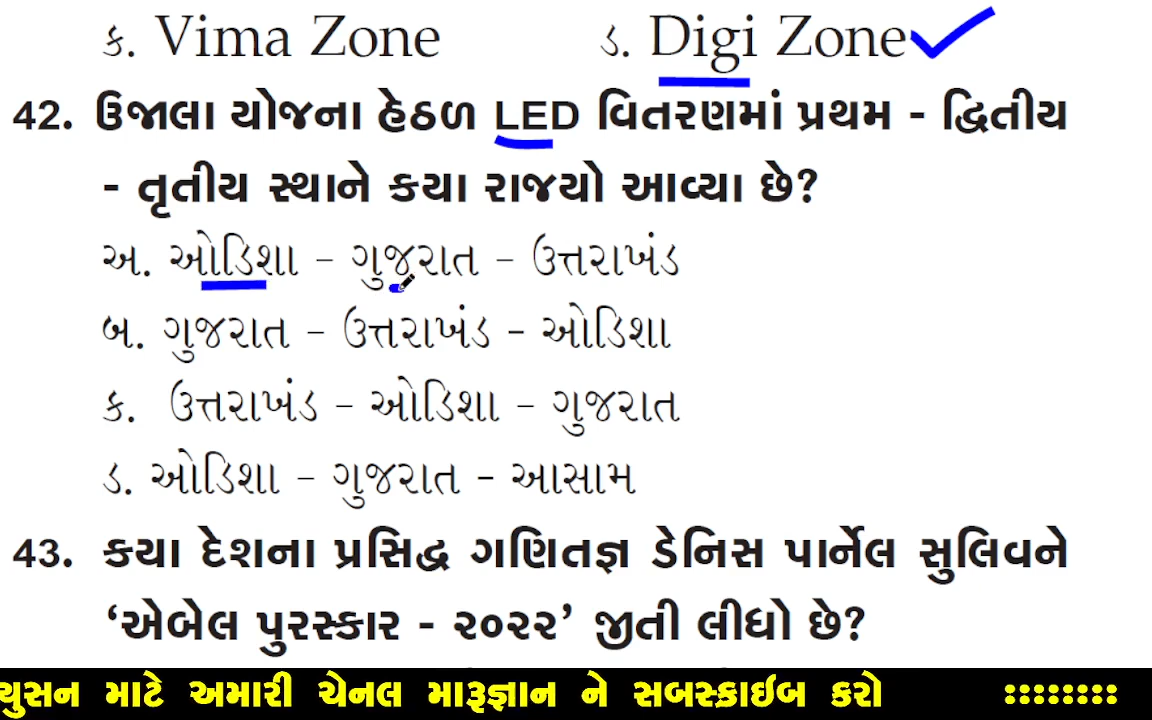 ક. Vima Zone ડ. Digi Zone
42. ઉજાલા યોજના હેઠળ LED વિતરણમાં પ્રથમ - દ્વિતીય
- તૃતીય સ્થાને કયા રાજયો આવ્યા છે?
અ. ઓડિશા - ગુજરાત - ઉત્તરાખંડ
બ. ગુજરાત - ઉત્તરાખંડ - ઓડિશા
ક. ઉત્તરાખંડ - ઓડિશા - ગુજરાત
ડ. ઓડિશા - ગુજરાત - આસામ
43. કયા દેશના પ્રસિદ્ધ ગણિતજ્ઞ ડેનિસ પાર્નેલ સુલિવને
‘એબેલ પુરસ્કાર - ૨૦૨૨’ જીતી લીધો છે?
માટે અમારી ચેનલ મારૂજ્ઞાન ને સબસ્ક્રાઇબ કરો ::::::::